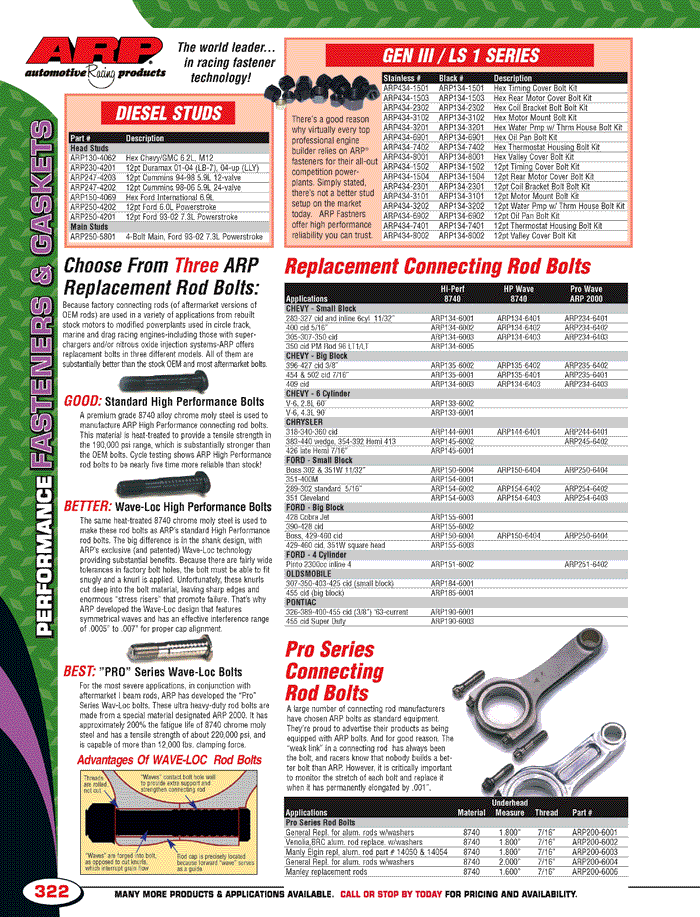 ARP
automotive Racing products
The world leader...
in racing fastener
technology!
DIESEL STUDS
Part # Description
Head Studs
ARP130-4062 Hex Chevy/GMC 6.2L, M12
ARP230-4201 12pt Duramax 01-04 (LB-7), 04-up (LLY)
ARP247-4203 12pt Cummins 94-98 5.9L 12-valve
ARP247-4202 12pt Cummins 98-06 5.9L 24-valve
ARP150-4069 Hex Ford International 6.9L
ARP250-4202 12pt Ford 6.0L Powerstroke
ARP250-4201 12pt Ford 93-02 7.3L Powerstroke
Main Studs
ARP250-5801 4-Bolt Main, Ford 93-02 7.3L Powerstroke
GEN III / LS 1 SERIES
There's a good reason
why virtually every top
professional engine
builder relies on ARP®
fasteners for their all-out
competition power-
plants. Simply stated,
there's not a better stud
setup on the market
today. ARP Fasteners
offer high performance
reliability you can trust.
Stainless # Black # Description
ARP434-1501 ARP134-1501 Hex Timing Cover Bolt Kit
ARP434-1503 ARP134-1503 Hex Rear Motor Cover Bolt Kit
ARP434-2302 ARP134-2302 Hex Coil Bracket Bolt Bolt Kit
ARP434-3102 ARP134-3102 Hex Motor Mount Bolt Kit
ARP434-3201 ARP134-3201 Hex Water Pmp w/ Thrm House Bolt Kit
ARP434-6901 ARP134-6901 Hex Oil Pan Bolt Kit
ARP434-7402 ARP134-7402 Hex Thermostat Housing Bolt Kit
ARP434-8001 ARP134-8001 Hex Valley Cover Bolt Kit
ARP434-1502 ARP134-1502 12pt Timing Cover Bolt Kit
ARP434-1504 ARP134-1504 12pt Rear Motor Cover Bolt Kit
ARP434-2301 ARP134-2301 12pt Coil Bracket Bolt Bolt Kit
ARP434-3101 ARP134-3101 12pt Motor Mount Bolt Kit
ARP434-3202 ARP134-3202 12pt Water Pmp w/ Thrm House Bolt Kit
ARP434-6902 ARP134-6902 12pt Oil Pan Bolt Kit
ARP434-7401 ARP134-7401 12pt Thermostat Housing Bolt Kit
ARP434-8002 ARP134-8002 12pt Valley Cover Bolt Kit
PERFORMANCE FASTENERS & GASKETS
Choose From Three ARP
Replacement Rod Bolts:
Because factory connecting rods (of aftermarket versions of
OEM rods) are used in a variety of applications from rebuilt
stock motors to modified powerplants used in circle track,
marine and drag racing engines-including those with super-
chargers and/or nitrous oxide injection systems-ARP offers
replacement bolts in three different models. All of them are
substantially better than the stock OEM and most aftermarket bolts.
GOOD: Standard High Performance Bolts
A premium grade 8740 alloy chrome moly steel is used to
manufacture ARP High Performance connecting rod bolts.
This material is heat-treated to provide a tensile strength in
the 190,000 psi range, which is substantially stronger than
the OEM bolts. Cycle testing shows ARP High Performance
rod bolts to be nearly five time more reliable than stock!
BETTER: Wave-Loc High Performance Bolts
The same heat-treated 8740 chrome moly steel is used to
make these rod bolts as ARP's standard High Performance
rod bolts. The big difference is in the shank design, with
ARP's exclusive (and patented) Wave-Loc technology
providing substantial benefits. Because there are fairly wide
tolerances in factory bolt holes, the bolt must be able to fit
snugly and a knurl is applied. Unfortunately, these knurls
cut deep into the bolt material, leaving sharp edges and
enormous "stress risers" that promote failure. That's why
ARP developed the Wave-Loc design that features
symmetrical waves and has an effective interference range
of .0005" to .007" for proper cap alignment.
BEST: "PRO" Series Wave-Loc Bolts
For the most severe applications, in conjunction with
aftermarket I beam rods, ARP has developed the "Pro"
Series Wav-Loc bolts. These ultra heavy-duty rod bolts are
made from a special material designated ARP 2000. It has
approximately 200% the fatigue life of 8740 chrome moly
steel and has a tensile strength of about 220,000 psi, and
is capable of more than 12,000 lbs. clamping force.
Advantages Of WAVE-LOC Rod Bolts
Threads
are rolled,
not cut
"Waves" contact bolt hole well
to provide extra support and
strengthen connecting rod
"Waves" are forged into bolt,
as opposed to cut knurls,
which interrupt grain flow
Rod cap is precisely located
because forward "wave" serves
as a guide
Replacement Connecting Rod Bolts
Hi-Perf HP Wave Pro Wave
Applications 8740 8740 ARP 2000
CHEVY - Small Block
283-327 cid and inline 6cyl 11/32" ARP134-6001 ARP134-6401 ARP234-6401
400 cid 5/16" ARP134-6002 ARP134-6402 ARP234-6402
305-307-350 cid ARP134-6003 ARP134-6403 ARP234-6403
350 cid PM Rod 96 LT1/LT ARP134-6005
CHEVY - Big Block
396-427 cid 3/8" ARP135-6002 ARP135-6402 ARP235-6402
454 & 502 cid 7/16" ARP135-6001 ARP135-6401 ARP235-6401
409 cid ARP134-6003 ARP134-6403 ARP234-6403
CHEVY - 6 Cylinder
V-6, 2.8L 60˚ ARP133-6002
V-6, 4.3L 90˚ ARP133-6001
CHRYSLER
318-340-360 cid ARP144-6001 ARP144-6401 ARP244-6401
383-440 wedge, 354-392 Hemi 413 ARP145-6002 ARP245-6402
426 late Hemi 7/16" ARP145-6001
FORD - Small Block
Boss 302 & 351W 11/32" ARP150-6004 ARP150-6404 ARP250-6404
351-400M ARP154-6001
289-302 standard 5/16" ARP154-6002 ARP154-6402 ARP254-6402
351 Cleveland ARP154-6003 ARP154-6403 ARP254-6403
FORD - Big Block
428 Cobra Jet ARP155-6001
390-428 cid ARP155-6002
Boss, 429-460 cid ARP150-6004 ARP150-6404 ARP250-6404
429-460 cid, 351W square head ARP155-6003
FORD - 4 Cylinder
Pinto 2300cc inline 4 ARP151-6002 ARP251-6402
OLDSMOBILE
307-350-403-425 cid (small block) ARP184-6001
455 cid (big block) ARP185-6001
PONTIAC
326-389-400-455 cid (3/8") '63-current ARP190-6001
455 cid Super Duty ARP190-6003
Pro Series
Connecting
Rod Bolts
A large number of connecting rod manufacturers
have chosen ARP bolts as standard equipment.
They're proud to advertise their products as being
equipped with ARP bolts. And for good reason. The
"weak link" in a connecting rod has always been
the bolt, and racers know that nobody builds a bet-
ter bolt than ARP. However, it is critically important
to monitor the stretch of each bolt and replace it
when it has permanently elongated by .001".
Underhead
Applications Material Measure Thread Part #
Pro Series Rod Bolts
General Repl. for alum. rods w/washers 8740 1.800" 7/16" ARP200-6001
Venolia,BRC alum. rod replace. w/washers 8740 1.800" 7/16" ARP200-6002
Manly Elgin repl. alum. rod part # 14050 & 14054 8740 1.800" 7/16" ARP200-6003
General Repl. for alum. rods w/washers 8740 2.000" 7/16" ARP200-6004
Manley replacement rods 8740 1.600" 7/16" ARP200-6005
322
MANY MORE PRODUCTS & APPLICATIONS AVAILABLE. CALL OR STOP BY TODAY FOR PRICING AND AVAILABILITY.